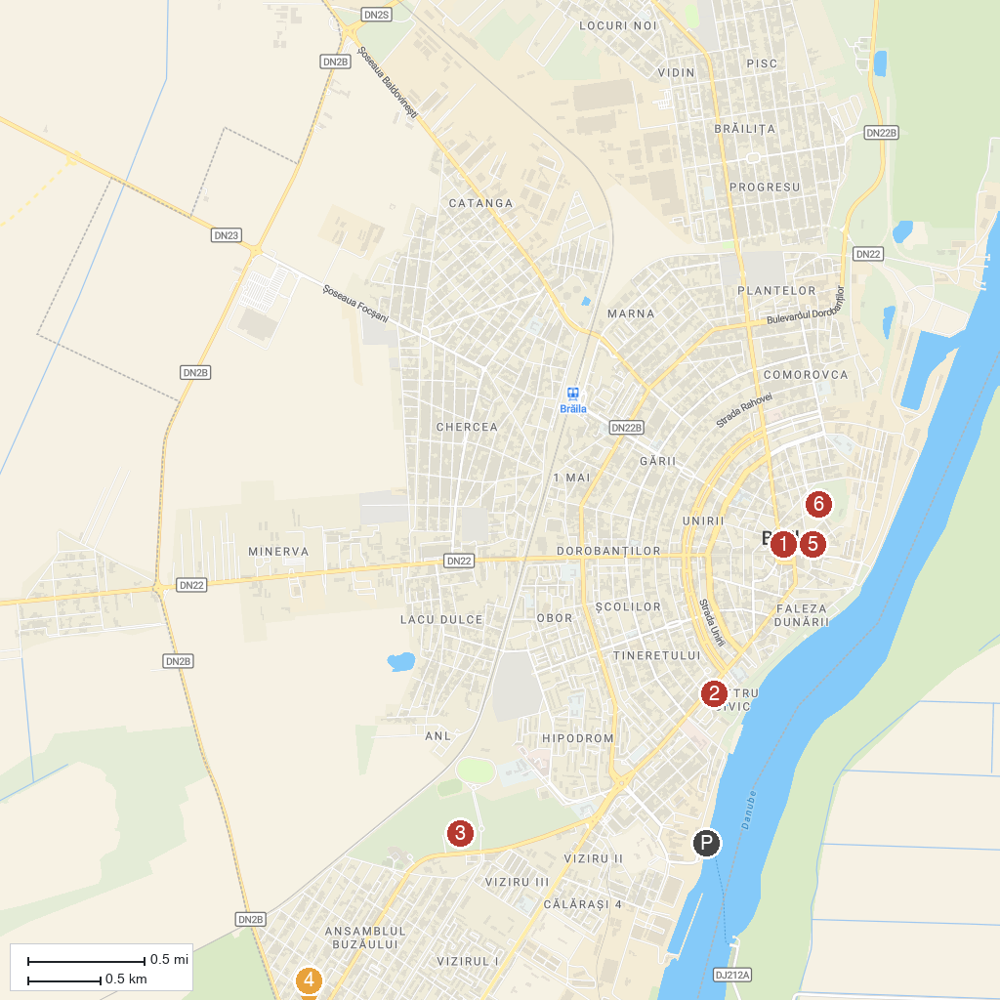 DN2S
LOCURI NOI
DN2B
PISC
VIDIN
Șoseaua Baldovinești
BRĂILIȚA
DN22B
PROGRESU
CATANGA
DN23
DN22
Șoseaua Focșani
PLANTELOR
MARNA
Bulevardul Dorobanților
DN2B
COMOROVCA
Brăila
Strada Rahovei
CHERCEA
DN22B
GĂRII
1 MAI
6
UNIRII
1
5
MINERVA
DOROBANȚILOR
DN22
DN22
ȘCOLILOR
FALEZA
DUNĂRII
LACU DULCE
OBOR
Strada Unirii
TINERETULUI
DN2B
2
ANL
HIPODROM
Danube
3
P
VIZIRU II
VIZIRU III
CĂLĂRAȘI 4
DN2B
ANSAMBLUL
BUZĂULUI
VIZIRUL I
0.5 mi
0.5 km
DJ212A
4